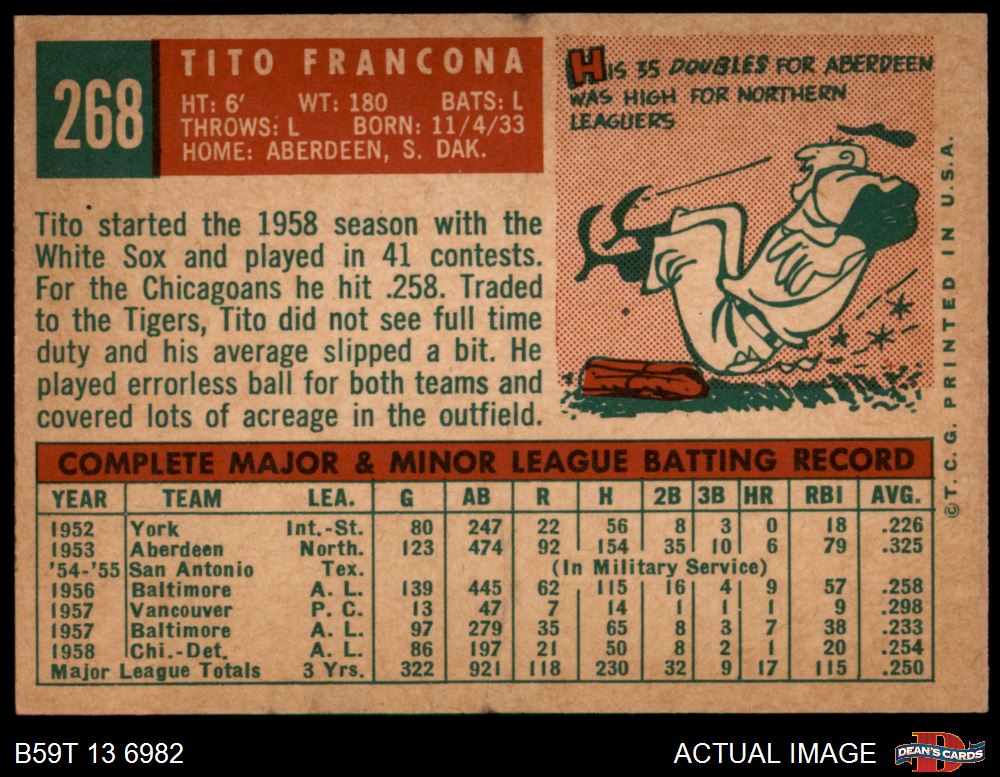 268
TITO FRANCONA
HT: 6' WT: 180 BATS: L
THROWS: L BORN: 11/4/33
HOME: ABERDEEN, S. DAK.
HIS 35 DOUBLES FOR ABERDEEN
WAS HIGH FOR NORTHERN
LEAGUERS
Tito started the 1958 season with the
White Sox and played in 41 contests.
For the Chicagoans he hit .258. Traded
to the Tigers, Tito did not see full time
duty and his average slipped a bit. He
played errorless ball for both teams and
covered lots of acreage in the outfield.
COMPLETE MAJOR & MINOR LEAGUE BATTING RECORD
YEAR TEAM LEA. G AB R H 2B 3B HR RBI AVG.
1952 York Int.-St. 80 247 22 56 8 3 0 18 .226
1953 Aberdeen North. 123 474 92 154 35 10 6 79 .325
'54-'55 San Antonio Tex. (In Military Service)
1956 Baltimore A. L. 139 445 62 115 16 4 9 57 .258
1957 Vancouver P. C. 13 47 7 14 1 1 1 9 .298
1957 Baltimore A. L. 97 279 35 65 8 3 7 38 .233
1958 Chi.-Det. A. L. 86 197 21 50 8 2 1 20 .254
Major League Totals 3 Yrs. 322 921 118 230 32 9 17 115 .250
©T.C.G. PRINTED IN U.S.A.
B59T 13 6982
ACTUAL IMAGE
D
DEAN'S CARDS